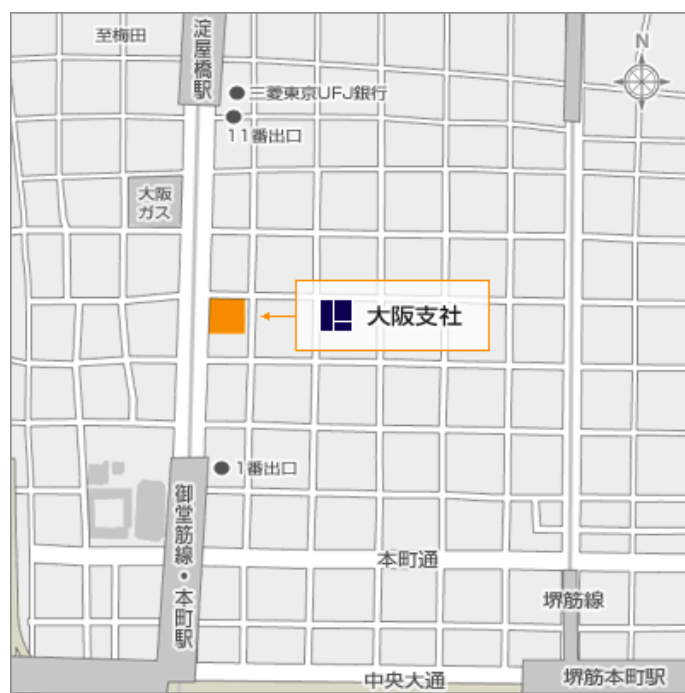 至梅田
淀屋橋駅
N
三菱東京UFJ銀行
11番出口
大阪
ガス
大阪支社
1番出口
御堂筋線・本町駅
本町通
堺筋線
中央大通
堺筋本町駅